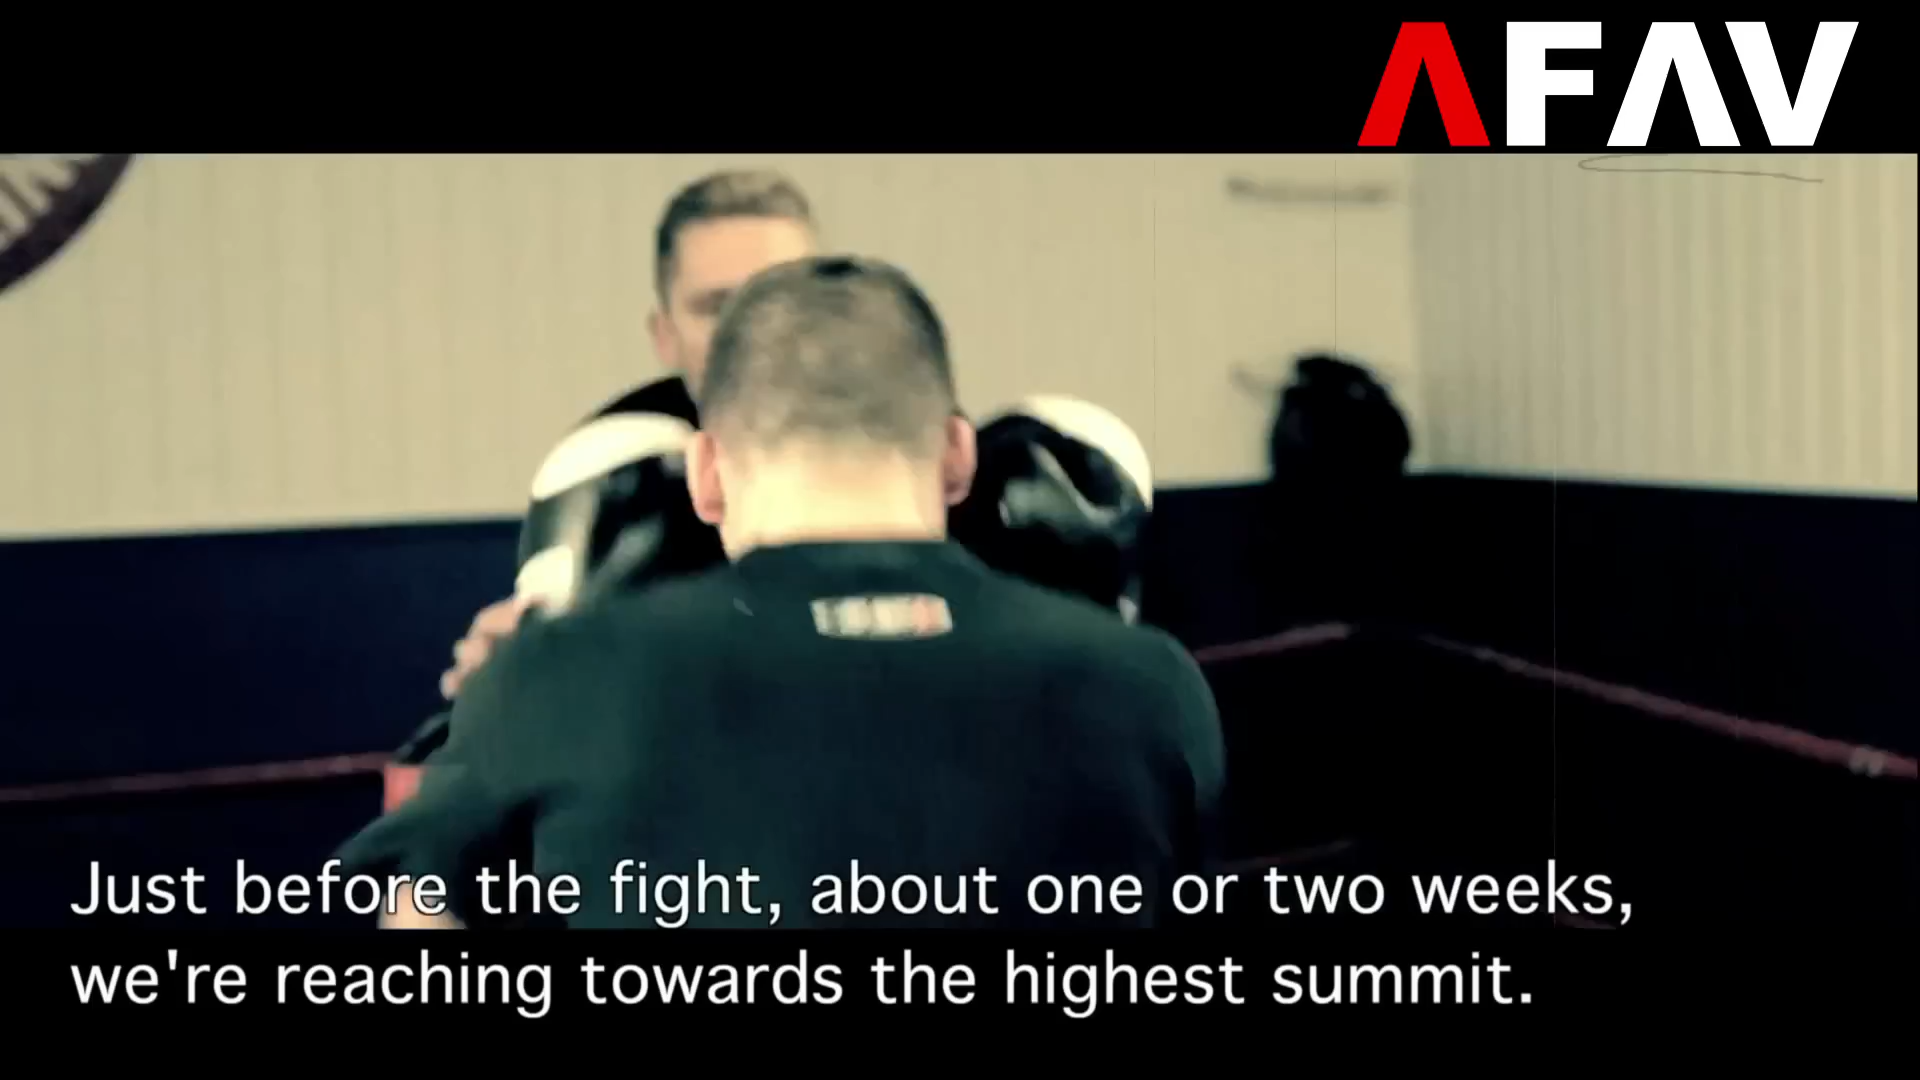 AFAV
Just before the fight, about one or two weeks,
we're reaching towards the highest summit.